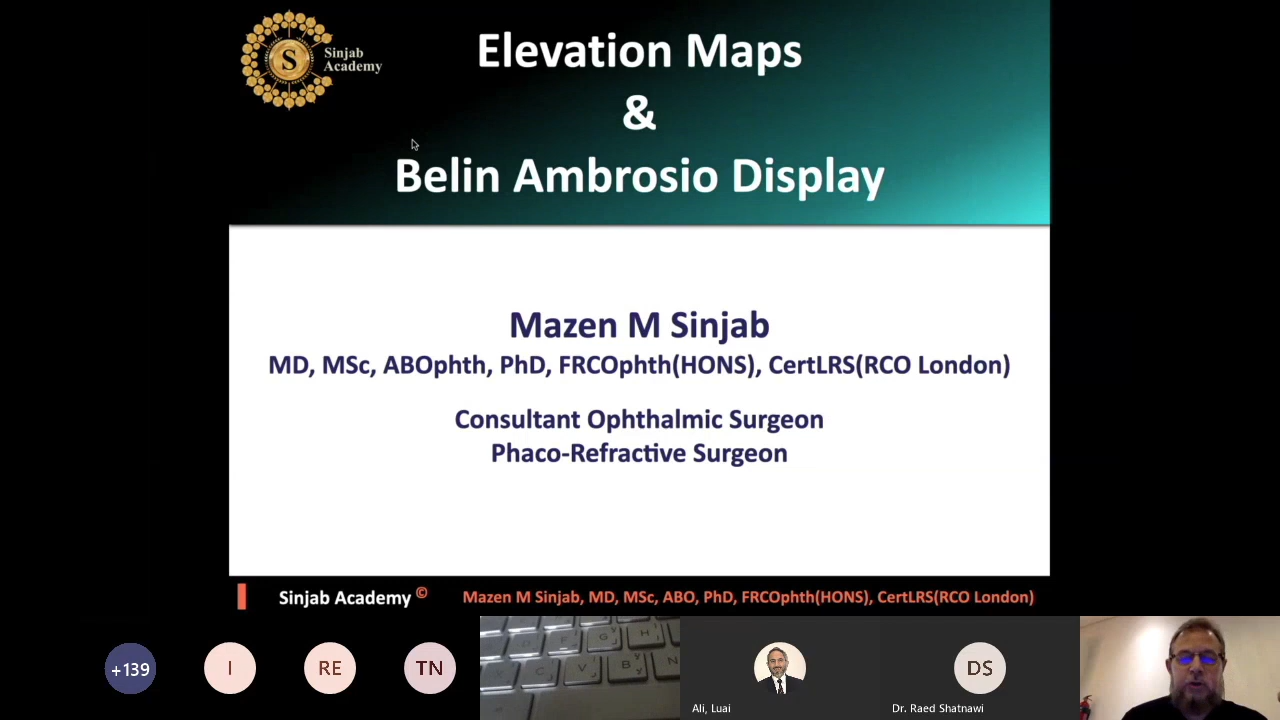 S
Sinjab
Academy
Elevation Maps
&
Belin Ambrosio Display
Mazen M Sinjab
MD, MSc, ABOphth, PhD, FRCOphth(HONS), CertLRS(RCO London)
Consultant Ophthalmic Surgeon
Phaco-Refractive Surgeon
Sinjab Academy ©
Mazen M Sinjab, MD, MSc, ABO, PhD, FRCOphth(HONS), CertLRS(RCO London)
+139
I
RE
TN
G
H
C
V
B
N
Ali, Luai
DS
Dr. Raed Shatnawi